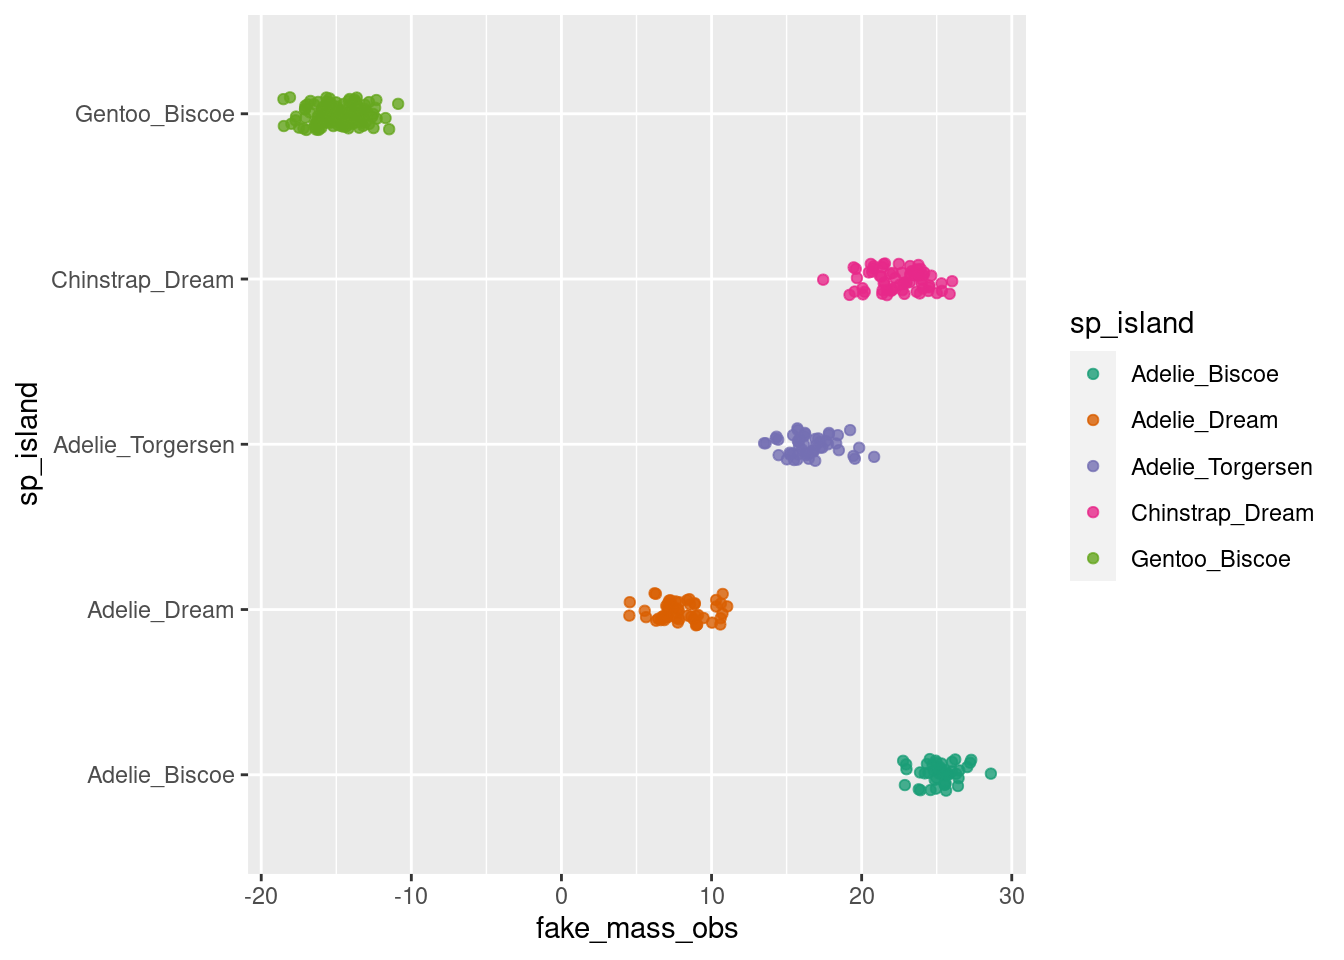 Gentoo_Biscoe
Chinstrap_Dream
Adelie_Torgersen
Adelie_Dream
Adelie_Biscoe
sp_island
-20 -10 0 10 20 30
fake_mass_obs
sp_island
Adelie_Biscoe
Adelie_Dream
Adelie_Torgersen
Chinstrap_Dream
Gentoo_Biscoe